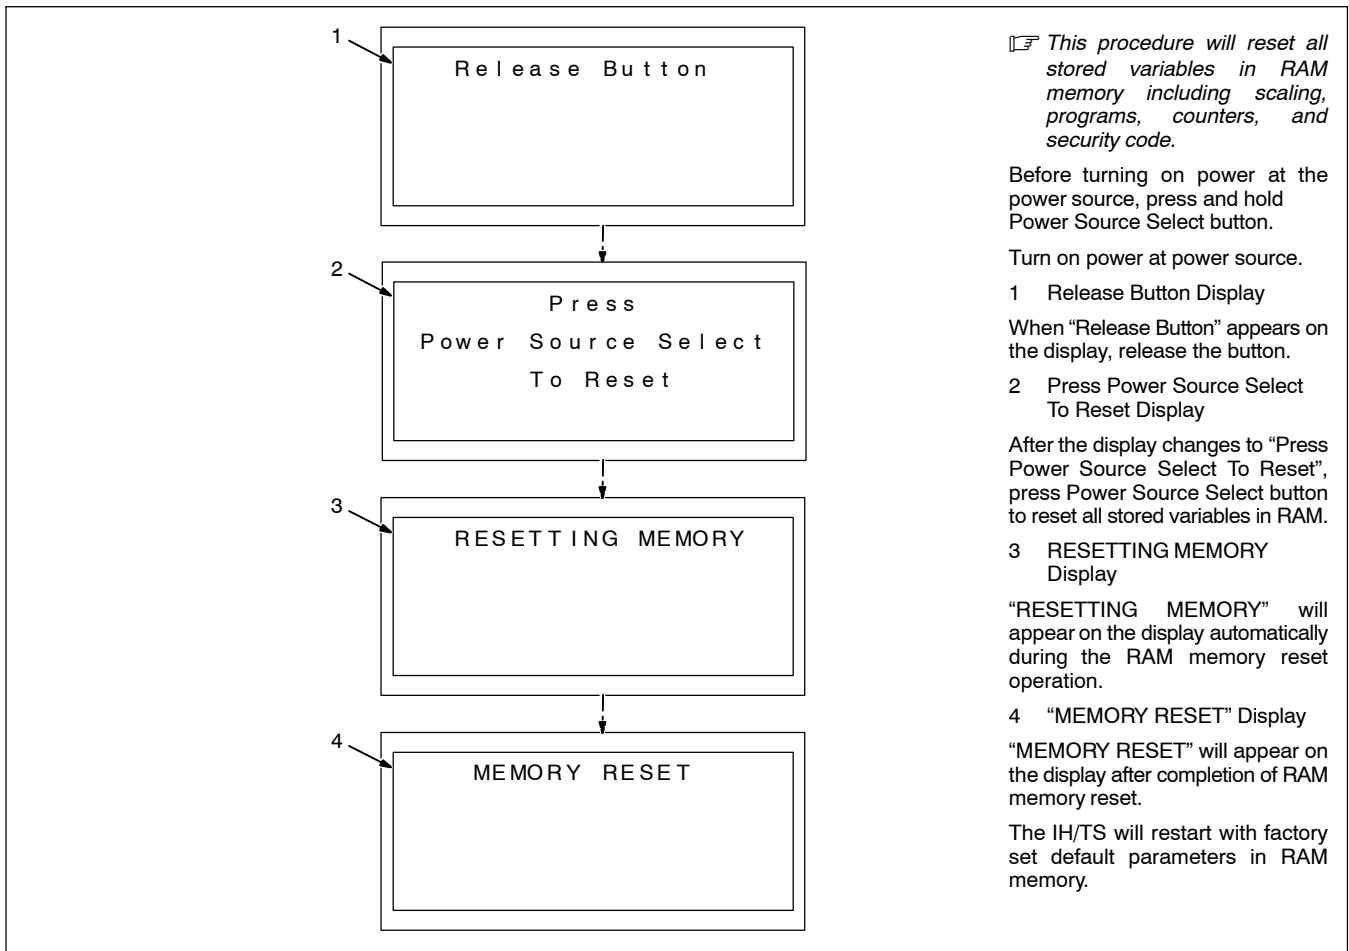 1
Release Button
2
Press
Power Source Select
To Reset
3
RESETTING MEMORY
4
MEMORY RESET
This procedure will reset all
stored variables in RAM
memory including scaling,
programs, counters, and
security code.
Before turning on power at the
power source, press and hold
Power Source Select button.
Turn on power at power source.
1 Release Button Display
When “Release Button” appears on
the display, release the button.
2 Press Power Source Select
To Reset Display
After the display changes to “Press
Power Source Select To Reset”,
press Power Source Select button
to reset all stored variables in RAM.
3 RESETTING MEMORY
Display
“RESETTING MEMORY” will
appear on the display automatically
during the RAM memory reset
operation.
4 “MEMORY RESET” Display
“MEMORY RESET” will appear on
the display after completion of RAM
memory reset.
The IH/TS will restart with factory
set default parameters in RAM
memory.